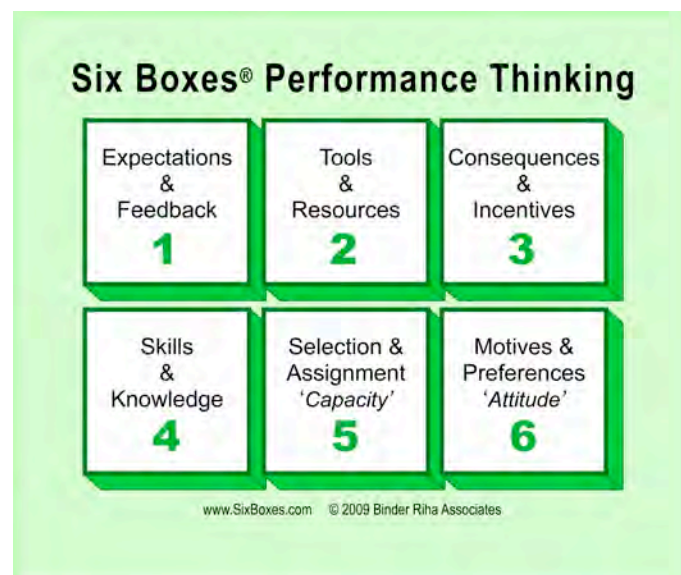 Six Boxes® Performance Thinking
Expectations
&
Feedback
1
Tools
&
Resources
2
Consequences
&
Incentives
3
Skills
&
Knowledge
4
Selection &
Assignment
‘Capacity’
5
Motives &
Preferences
‘Attitude’
6
www.SixBoxes.com © 2009 Binder Riha Associates